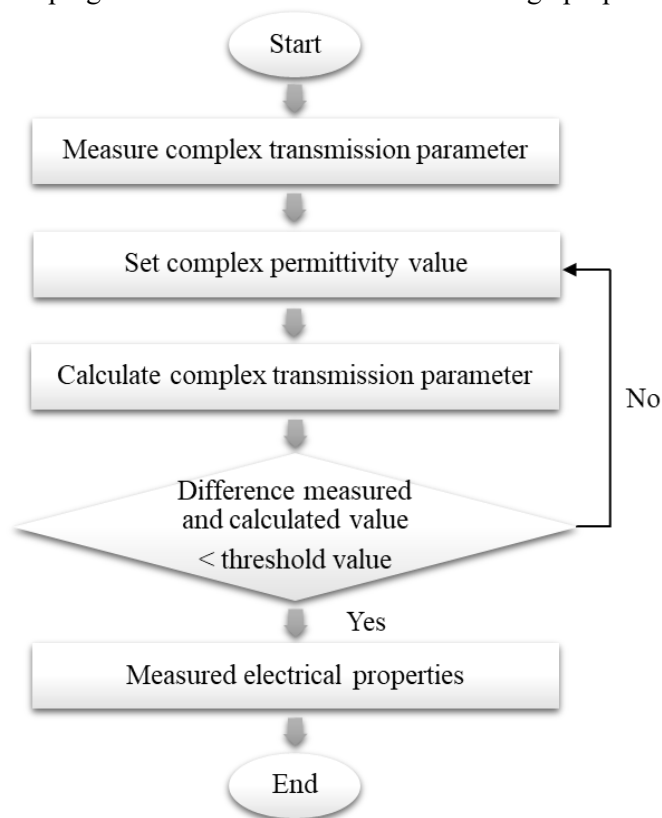 Start
Measure complex transmission parameter
Set complex permittivity value
Calculate complex transmission parameter
No
Difference measured
and calculated value
< threshold value
Yes
Measured electrical properties
End